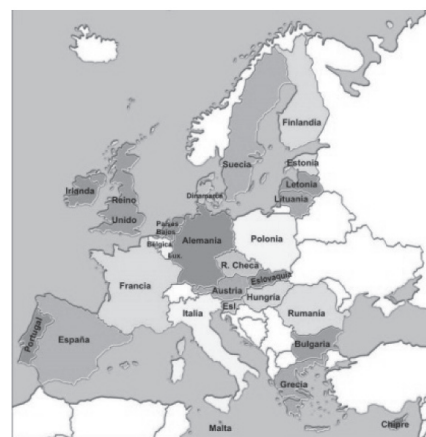 Finlandia
Suecia
Estonia
Letonia
Lituania
Dinamarca
Irlanda
Reino
Unido
Países
Bajos
Bélgica
Lux.
Alemania
Polonia
R. Checa
Eslovaquia
Austria
Hungría
Esl.
Francia
Italia
Rumanía
Bulgaria
Portugal
España
Grecia
Malta
Chipre